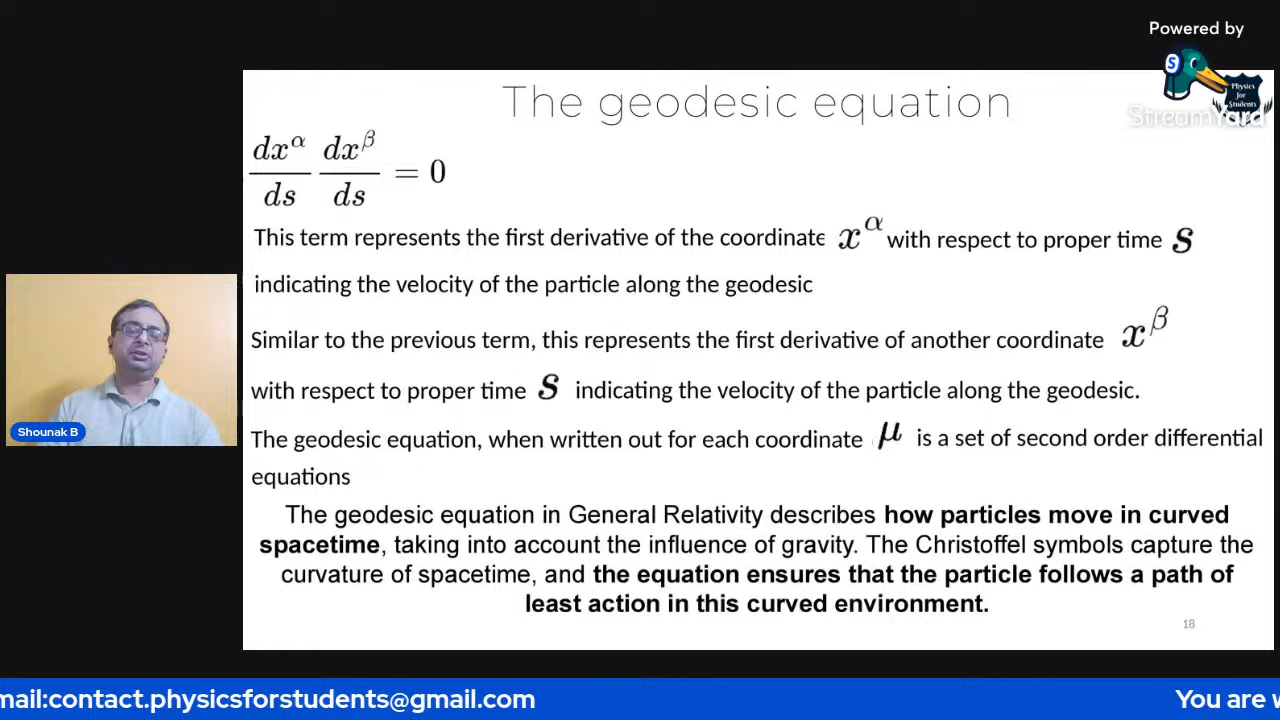 Powered by
S
Physics
for
Students
StreamYard
The geodesic equation
dx^α/ds dx^β/ds = 0
This term represents the first derivative of the coordinate x^α with respect to proper time s
indicating the velocity of the particle along the geodesic
Similar to the previous term, this represents the first derivative of another coordinate x^β
with respect to proper time s indicating the velocity of the particle along the geodesic.
The geodesic equation, when written out for each coordinate μ is a set of second order differential
equations
The geodesic equation in General Relativity describes how particles move in curved
spacetime, taking into account the influence of gravity. The Christoffel symbols capture the
curvature of spacetime, and the equation ensures that the particle follows a path of
least action in this curved environment.
18
Shounak B
mail:contact.physicsforstudents@gmail.com
You are